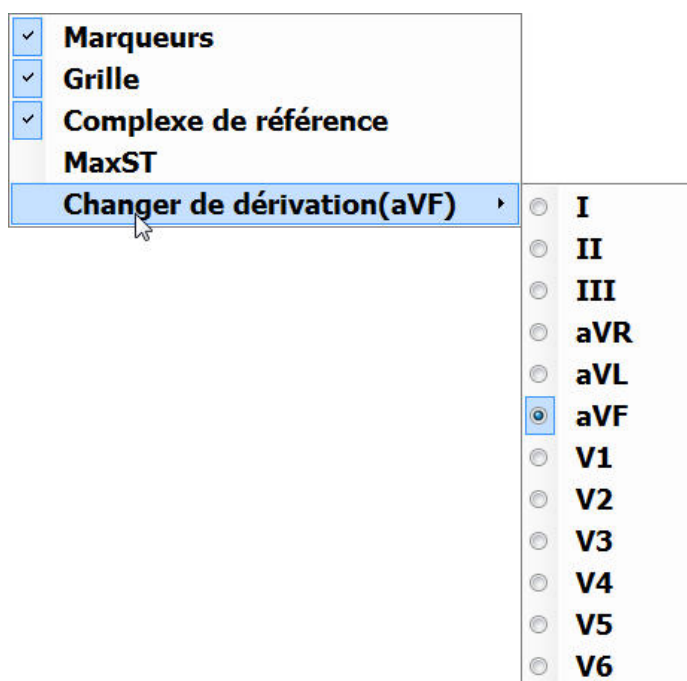 Marqueurs
Grille
Complexe de référence
MaxST
Changer de dérivation(aVF)
I
II
III
aVR
aVL
aVF
V1
V2
V3
V4
V5
V6